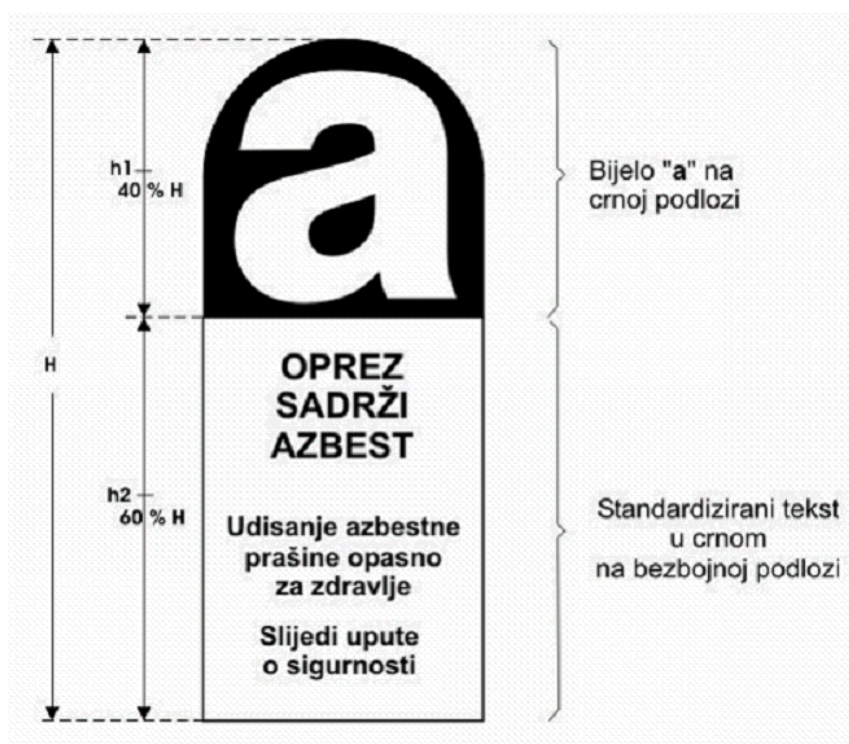 a
h1
40 % H
Bijelo "a" na
crnoj podlozi
H
OPREZ
SADRŽI
AZBEST
h2
60 % H
Udisanje azbestne
prašine opasno
za zdravlje
Slijedi upute
o sigurnosti
Standardizirani tekst
u crnom
na bezbojnoj podlozi